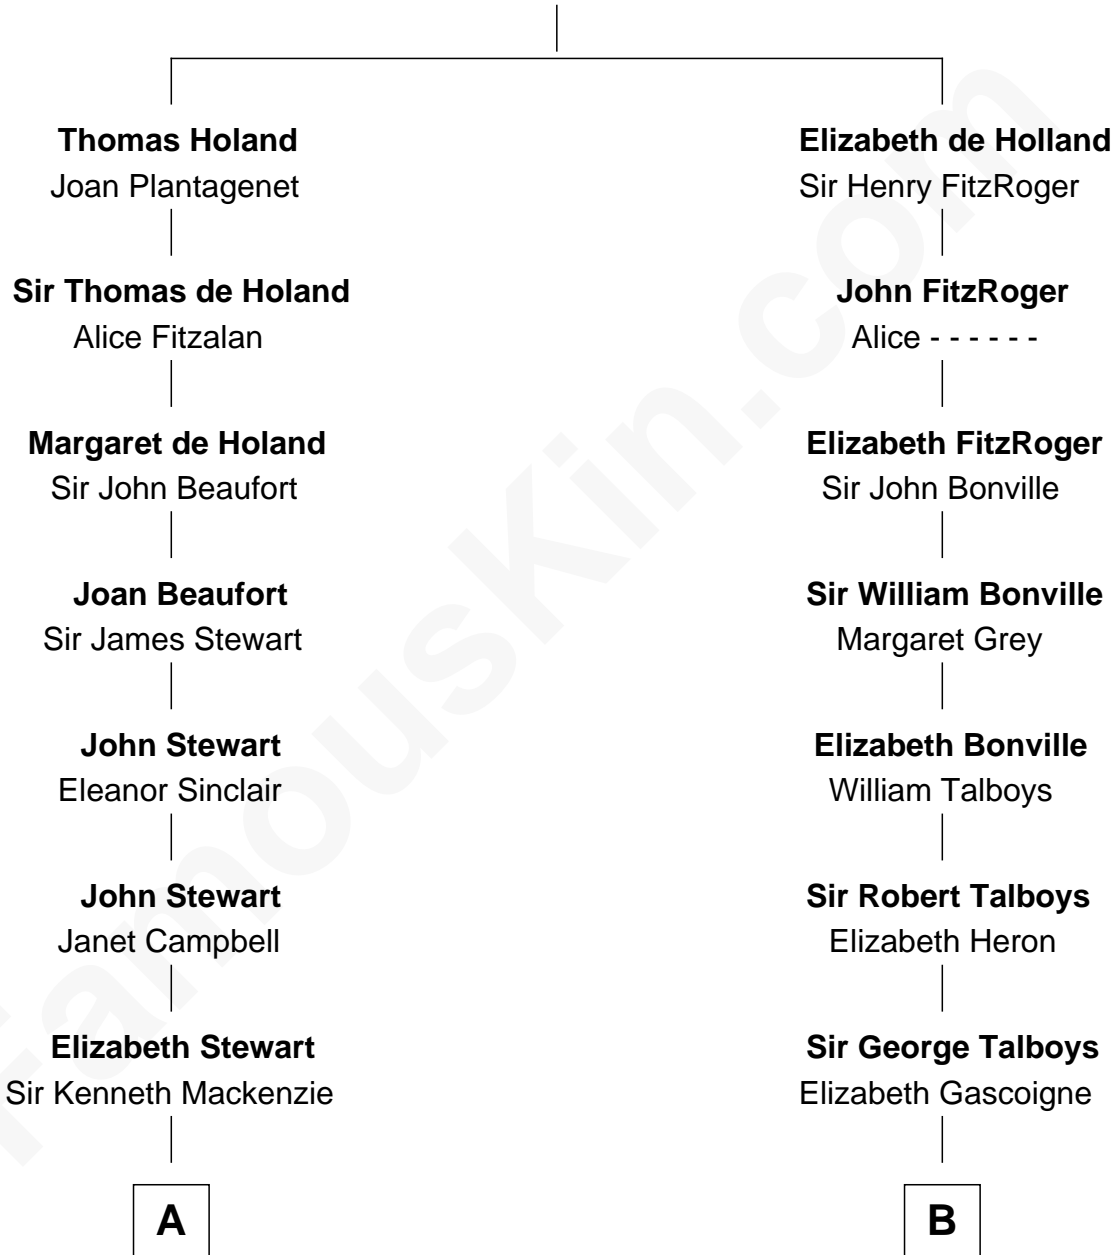 Thomas Holand
Joan Plantagenet
Elizabeth de Holland
Sir Henry FitzRoger
Sir Thomas de Holand
Alice Fitzalan
John FitzRoger
Alice - - - - - -
Margaret de Holand
Sir John Beaufort
Elizabeth FitzRoger
Sir John Bonville
Joan Beaufort
Sir James Stewart
Sir William Bonville
Margaret Grey
John Stewart
Eleanor Sinclair
Elizabeth Bonville
William Talboys
John Stewart
Janet Campbell
Sir Robert Talboys
Elizabeth Heron
Elizabeth Stewart
Sir Kenneth Mackenzie
Sir George Talboys
Elizabeth Gascoigne
A
B
FamousKin.com